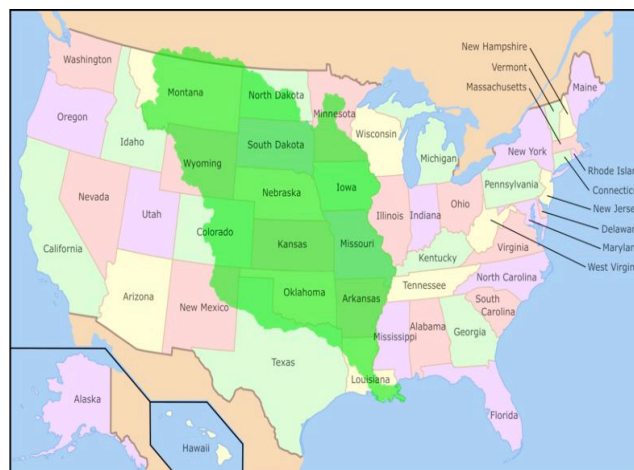 New Hampshire
Vermont
Massachusetts
Washington
Montana
North Dakota
Minnesota
Maine
Oregon
Idaho
South Dakota
Wisconsin
Michigan
New York
Wyoming
Rhode Islan
Connectic
Nebraska
Iowa
Pennsylvania
New Jerse
Nevada
Utah
Colorado
Illinois
Indiana
Ohio
Delawar
California
Kansas
Missouri
Kentucky
Virginia
Marylan
West Virgin
Arizona
New Mexico
Oklahoma
Arkansas
Tennessee
North Carolina
South
Carolina
Mississippi
Alabama
Georgia
Texas
Louisiana
Florida
Alaska
Hawaii